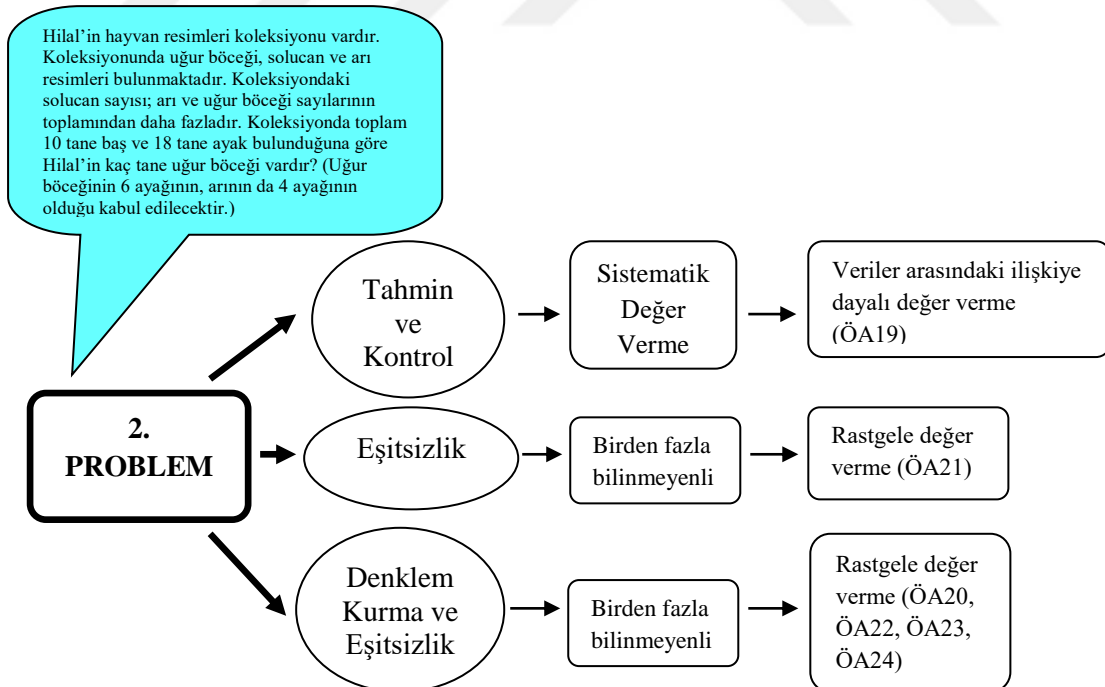 Hilal’in hayvan resimleri koleksiyonu vardır.
Koleksiyonunda uğur böceği, solucan ve arı
resimleri bulunmaktadır. Koleksiyondaki
solucan sayısı; arı ve uğur böceği sayılarının
toplamından daha fazladır. Koleksiyonda toplam
10 tane baş ve 18 tane ayak bulunduğuna göre
Hilal’in kaç tane uğur böceği vardır? (Uğur
böceğinin 6 ayağının, arının da 4 ayağının
olduğu kabul edilecektir.)
2.
PROBLEM
Tahmin
ve
Kontrol
Sistematik
Değer
Verme
Veriler arasındaki ilişkiye
dayalı değer verme
(ÖA19)
Eşitsizlik
Birden fazla
bilinmeyenli
Rastgele değer
verme (ÖA21)
Denklem
Kurma ve
Eşitsizlik
Birden fazla
bilinmeyenli
Rastgele değer
verme (ÖA20,
ÖA22, ÖA23,
ÖA24)